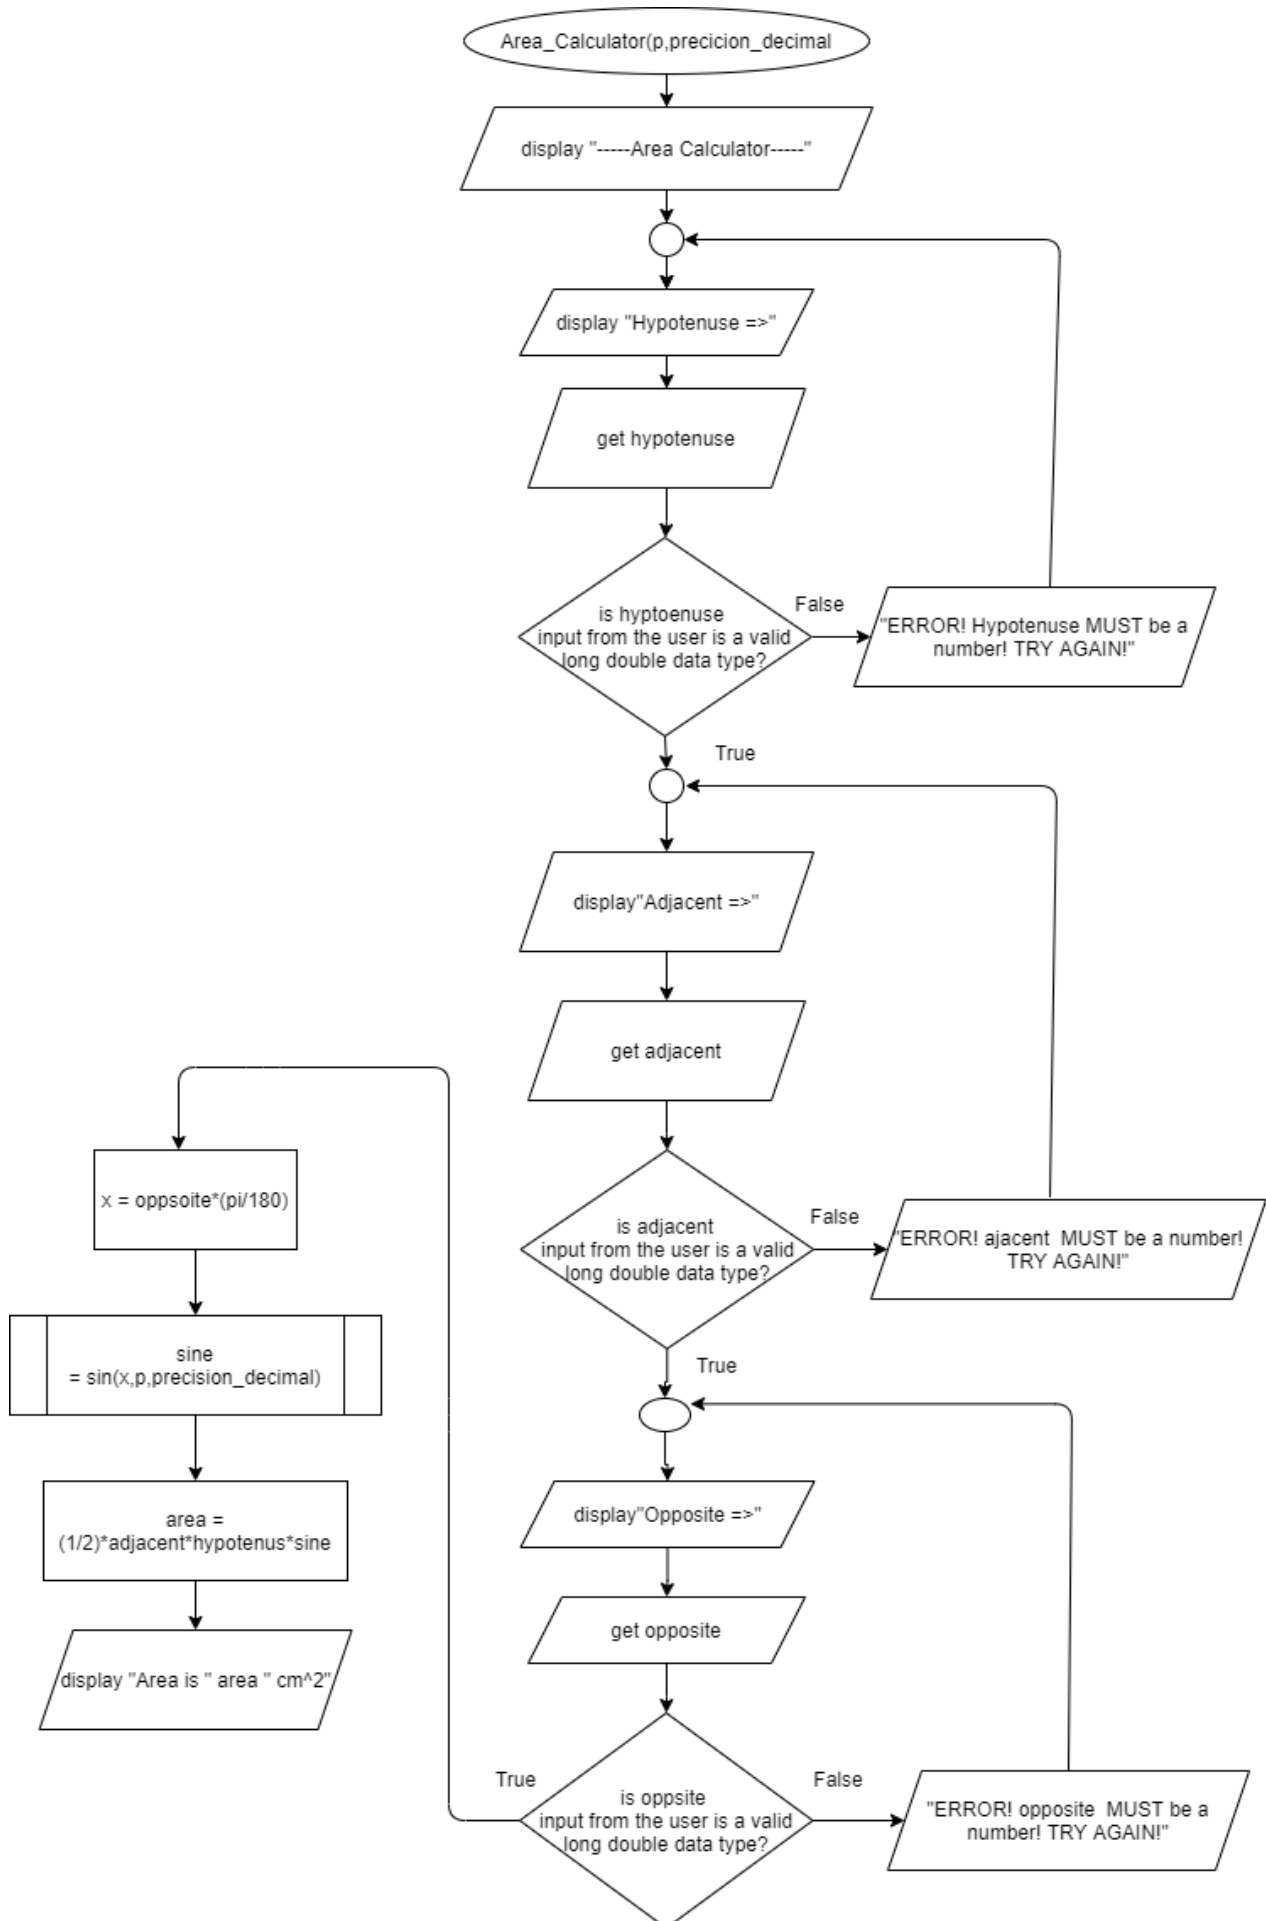 Area_Calculator(p,precicion_decimal
display "-----Area Calculator-----"
display "Hypotenuse =>"
get hypotenuse
is hyptoenuse
input from the user is a valid
long double data type?
False
"ERROR! Hypotenuse MUST be a
number! TRY AGAIN!"
True
display"Adjacent =>"
get adjacent
is adjacent
input from the user is a valid
long double data type?
False
"ERROR! ajacent  MUST be a number!
TRY AGAIN!"
True
display"Opposite =>"
get opposite
is oppsite
input from the user is a valid
long double data type?
False
"ERROR! opposite  MUST be a
number! TRY AGAIN!"
True
x = oppsoite*(pi/180)
sine
= sin(x,p,precision_decimal)
area =
(1/2)*adjacent*hypotenus*sine
display "Area is " area " cm^2"